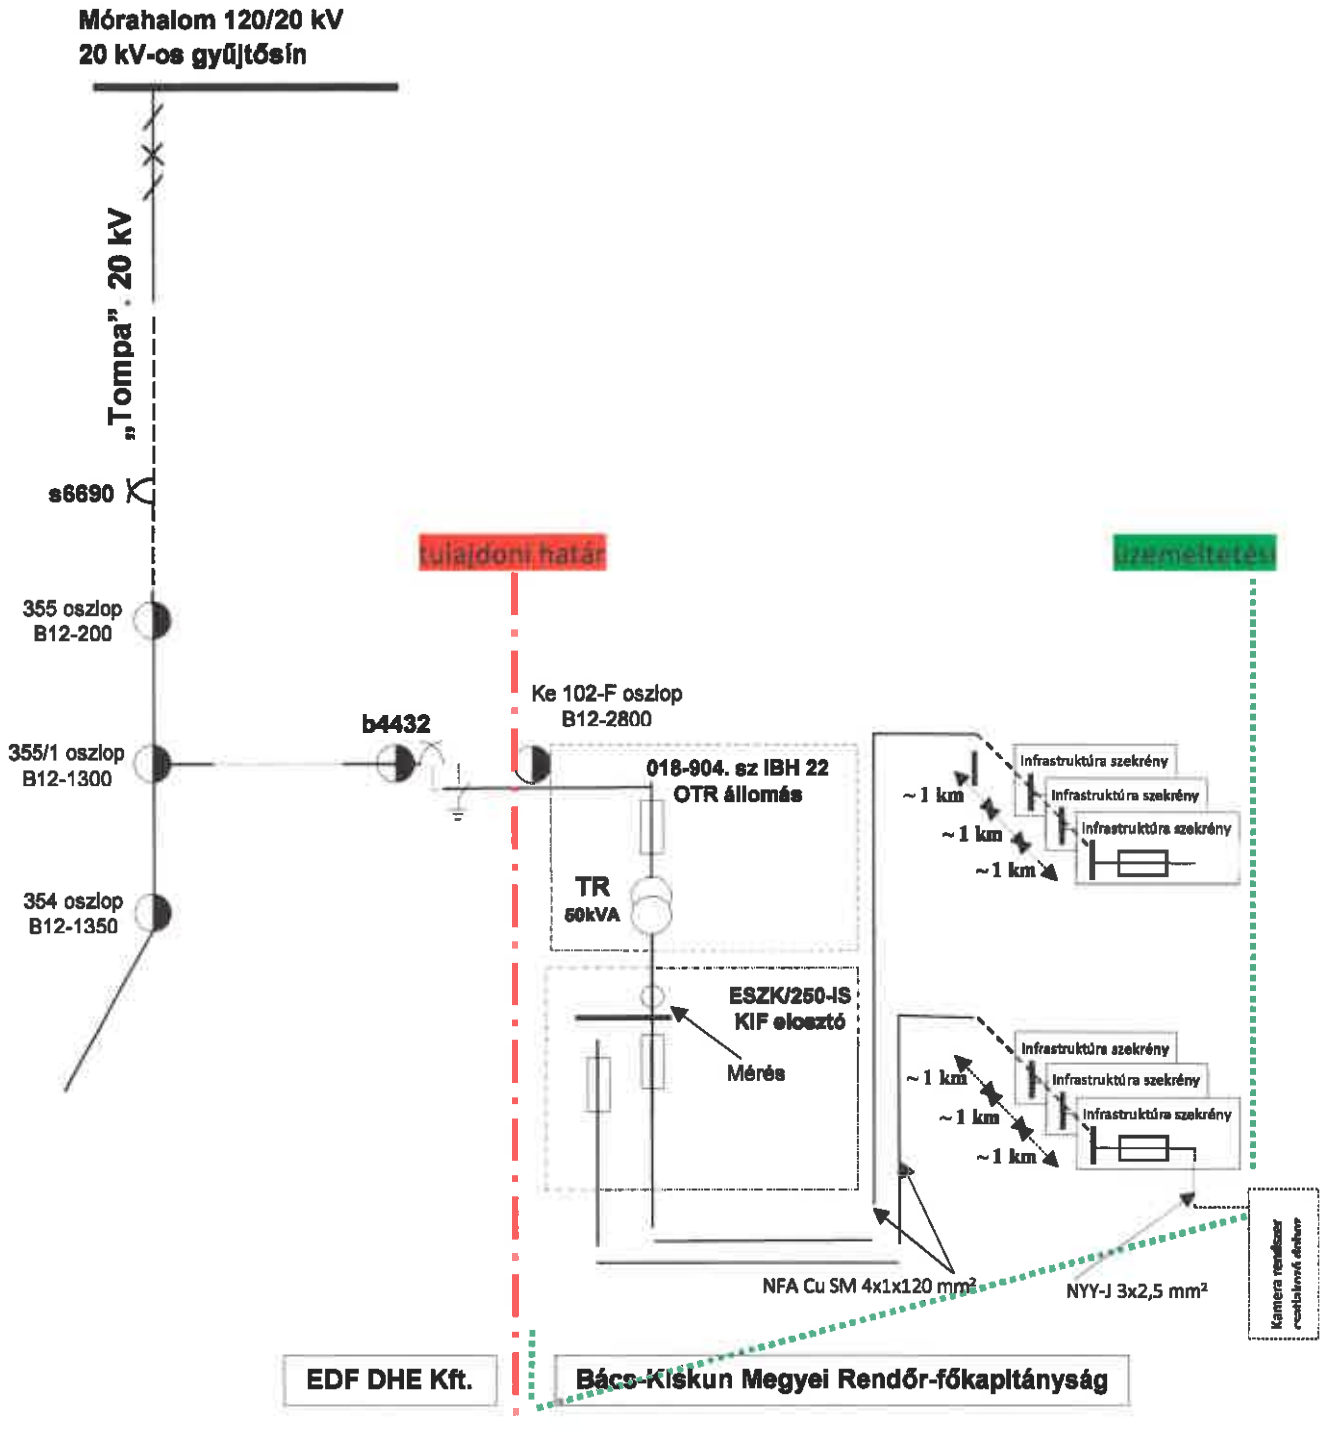 Mórahalom 120/20 kV
20 kV-os gyűjtősín
„Tompa”. 20 kV
s6690
tulajdoni határ
üzemeltetési
355 oszlop
B12-200
Ke 102-F oszlop
B12-2800
b4432
355/1 oszlop
B12-1300
018-904. sz IBH 22
OTR állomás
Infrastruktúra szekrény
Infrastruktúra szekrény
Infrastruktúra szekrény
~ 1 km
~ 1 km
~ 1 km
TR
50kVA
354 oszlop
B12-1350
ESZK/250-IS
KIF elosztó
Mérés
Infrastruktúra szekrény
Infrastruktúra szekrény
Infrastruktúra szekrény
~ 1 km
~ 1 km
~ 1 km
NFA Cu SM 4x1x120 mm²
NYY-J 3x2,5 mm²
Kamera rendszer
EDF DHE Kft.
Bács-Kiskun Megyei Rendőr-főkapitányság